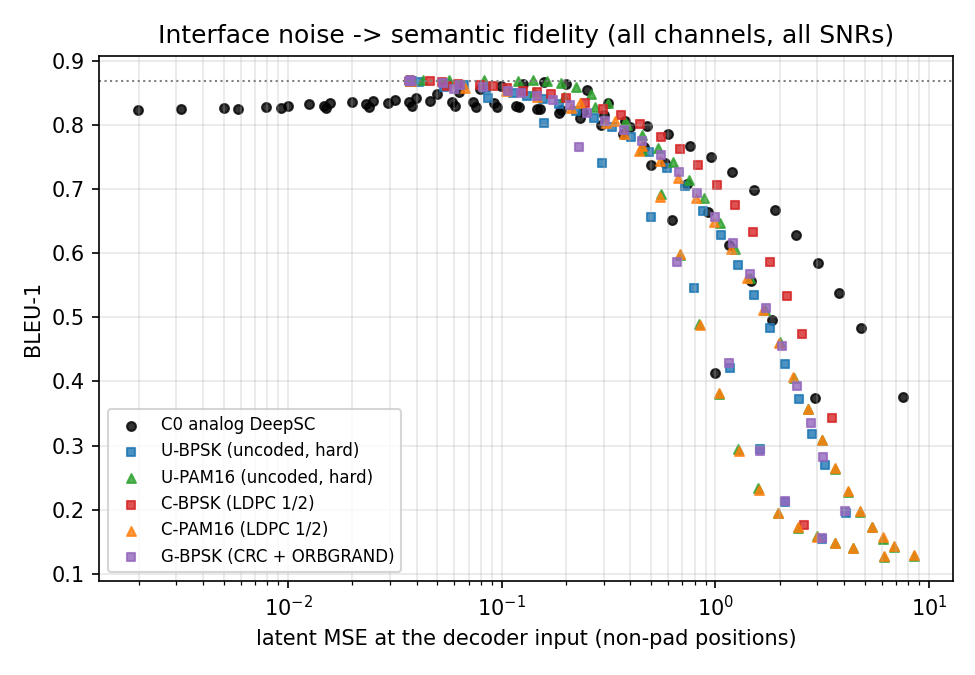 Interface noise -> semantic fidelity (all channels, all SNRs)
0.9
0.8
0.7
0.6
0.5
0.4
0.3
0.2
0.1
BLEU-1
C0 analog DeepSC
U-BPSK (uncoded, hard)
U-PAM16 (uncoded, hard)
C-BPSK (LDPC 1/2)
C-PAM16 (LDPC 1/2)
G-BPSK (CRC + ORBGRAND)
10⁻² 10⁻¹ 10⁰ 10¹
latent MSE at the decoder input (non-pad positions)